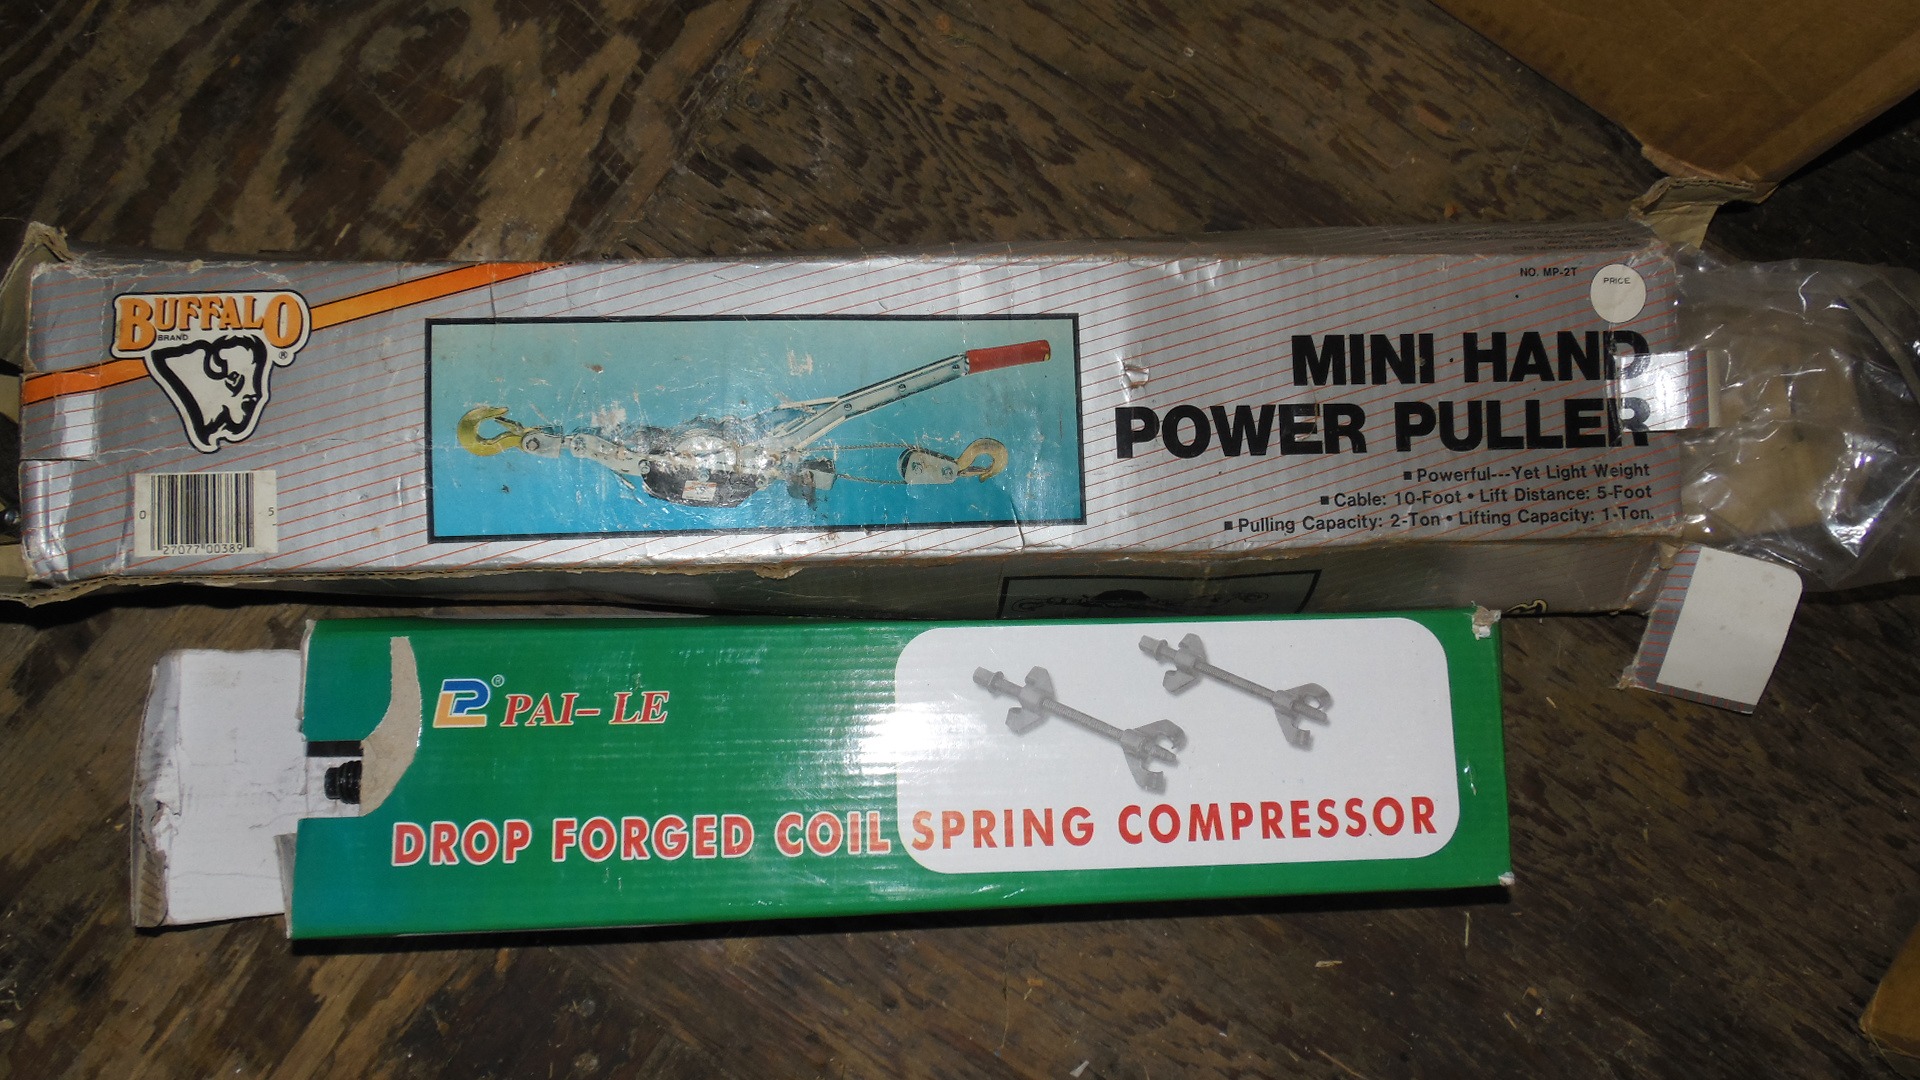 BUFFALO
BRAND
®
NO. MP-2T
PRICE
MINI HAND
POWER PULLER
■ Powerful---Yet Light Weight
■ Cable: 10-Foot • Lift Distance: 5-Foot
■ Pulling Capacity: 2-Ton • Lifting Capacity: 1-Ton.
0 27077 00389 5
® PAI-LE
DROP FORGED COIL SPRING COMPRESSOR